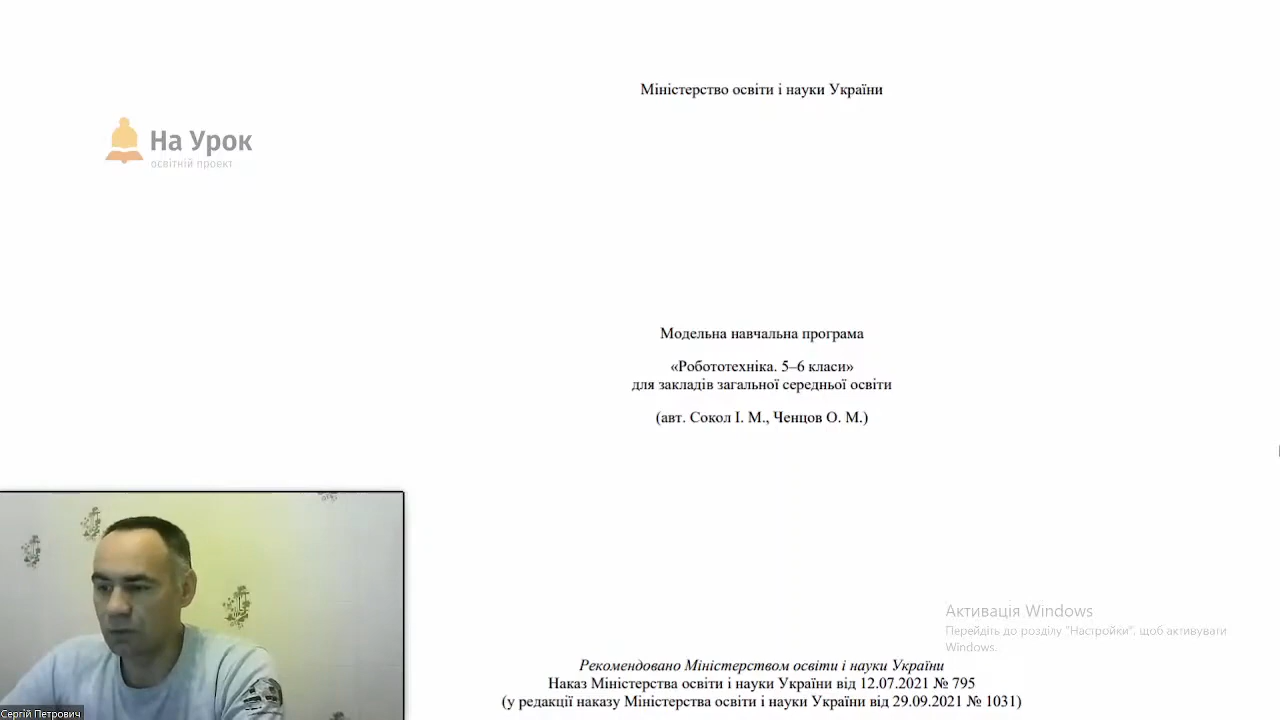 Міністерство освіти і науки України
На Урок
освітній проект
Модельна навчальна програма
«Робототехніка. 5–6 класи»
для закладів загальної середньої освіти
(авт. Сокол І. М., Ченцов О. М.)
Активація Windows
Перейдіть до розділу "Настройки", щоб активувати
Windows.
Рекомендовано Міністерством освіти і науки України
Наказ Міністерства освіти і науки України від 12.07.2021 № 795
(у редакції наказу Міністерства освіти і науки України від 29.09.2021 № 1031)
Сергій Петрович